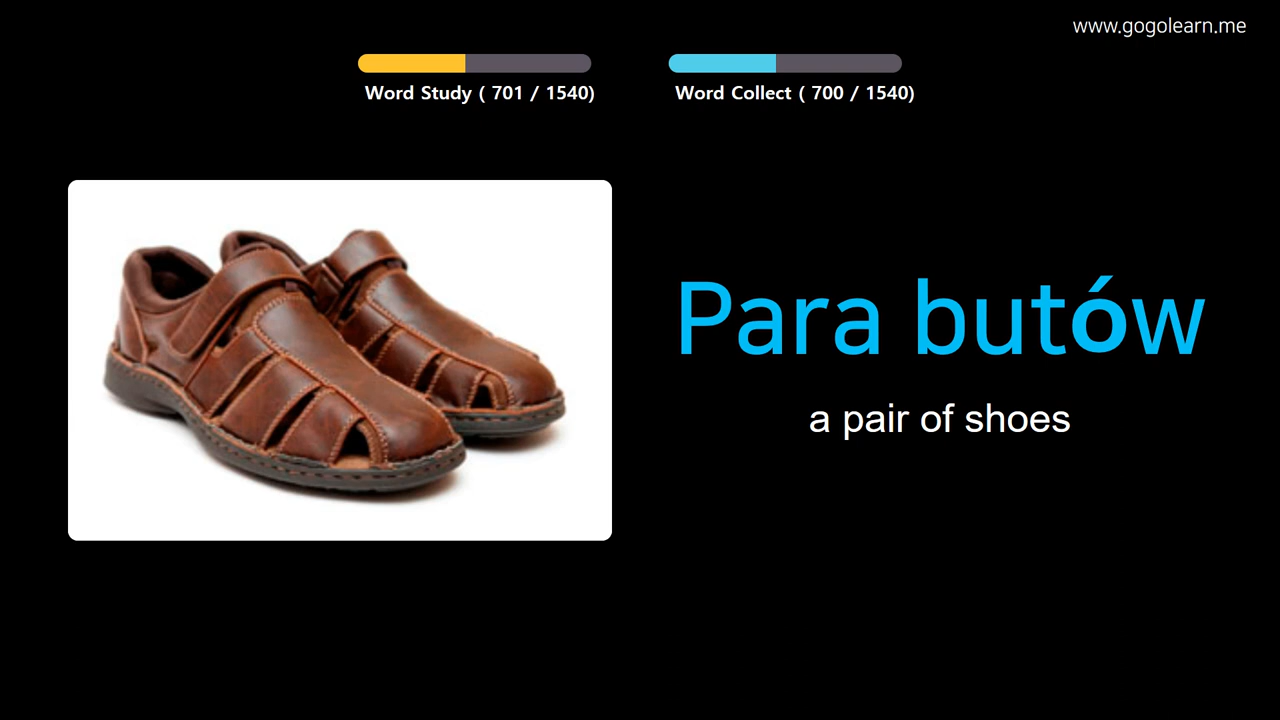 www.gogolearn.me
Word Study ( 701 / 1540)
Word Collect ( 700 / 1540)
Para butów
a pair of shoes